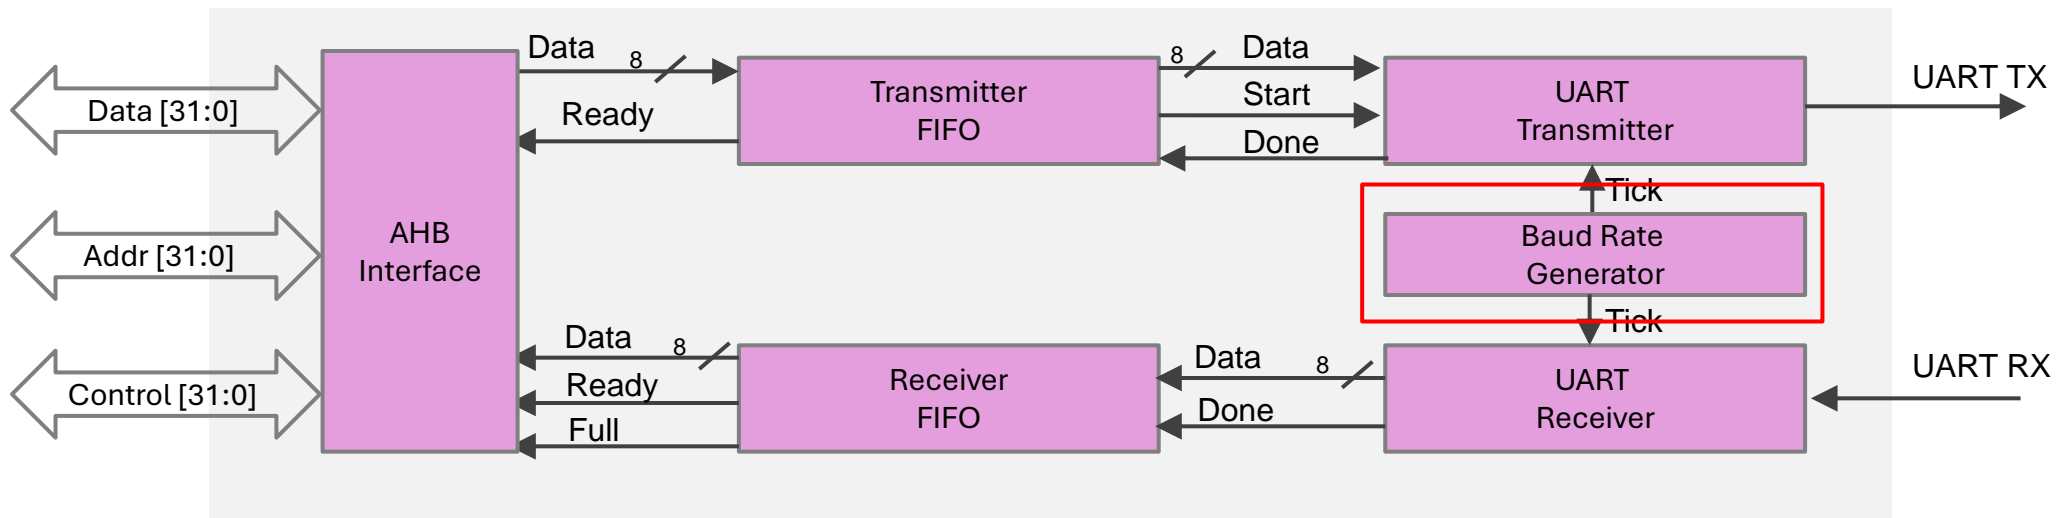 Data [31:0]
Addr [31:0]
Control [31:0]
AHB
Interface
Data
8
Ready
Transmitter
FIFO
8
Data
Start
Done
UART
Transmitter
UART TX
Tick
Baud Rate
Generator
Tick
Data
8
Ready
Full
Receiver
FIFO
Data
8
Done
UART
Receiver
UART RX